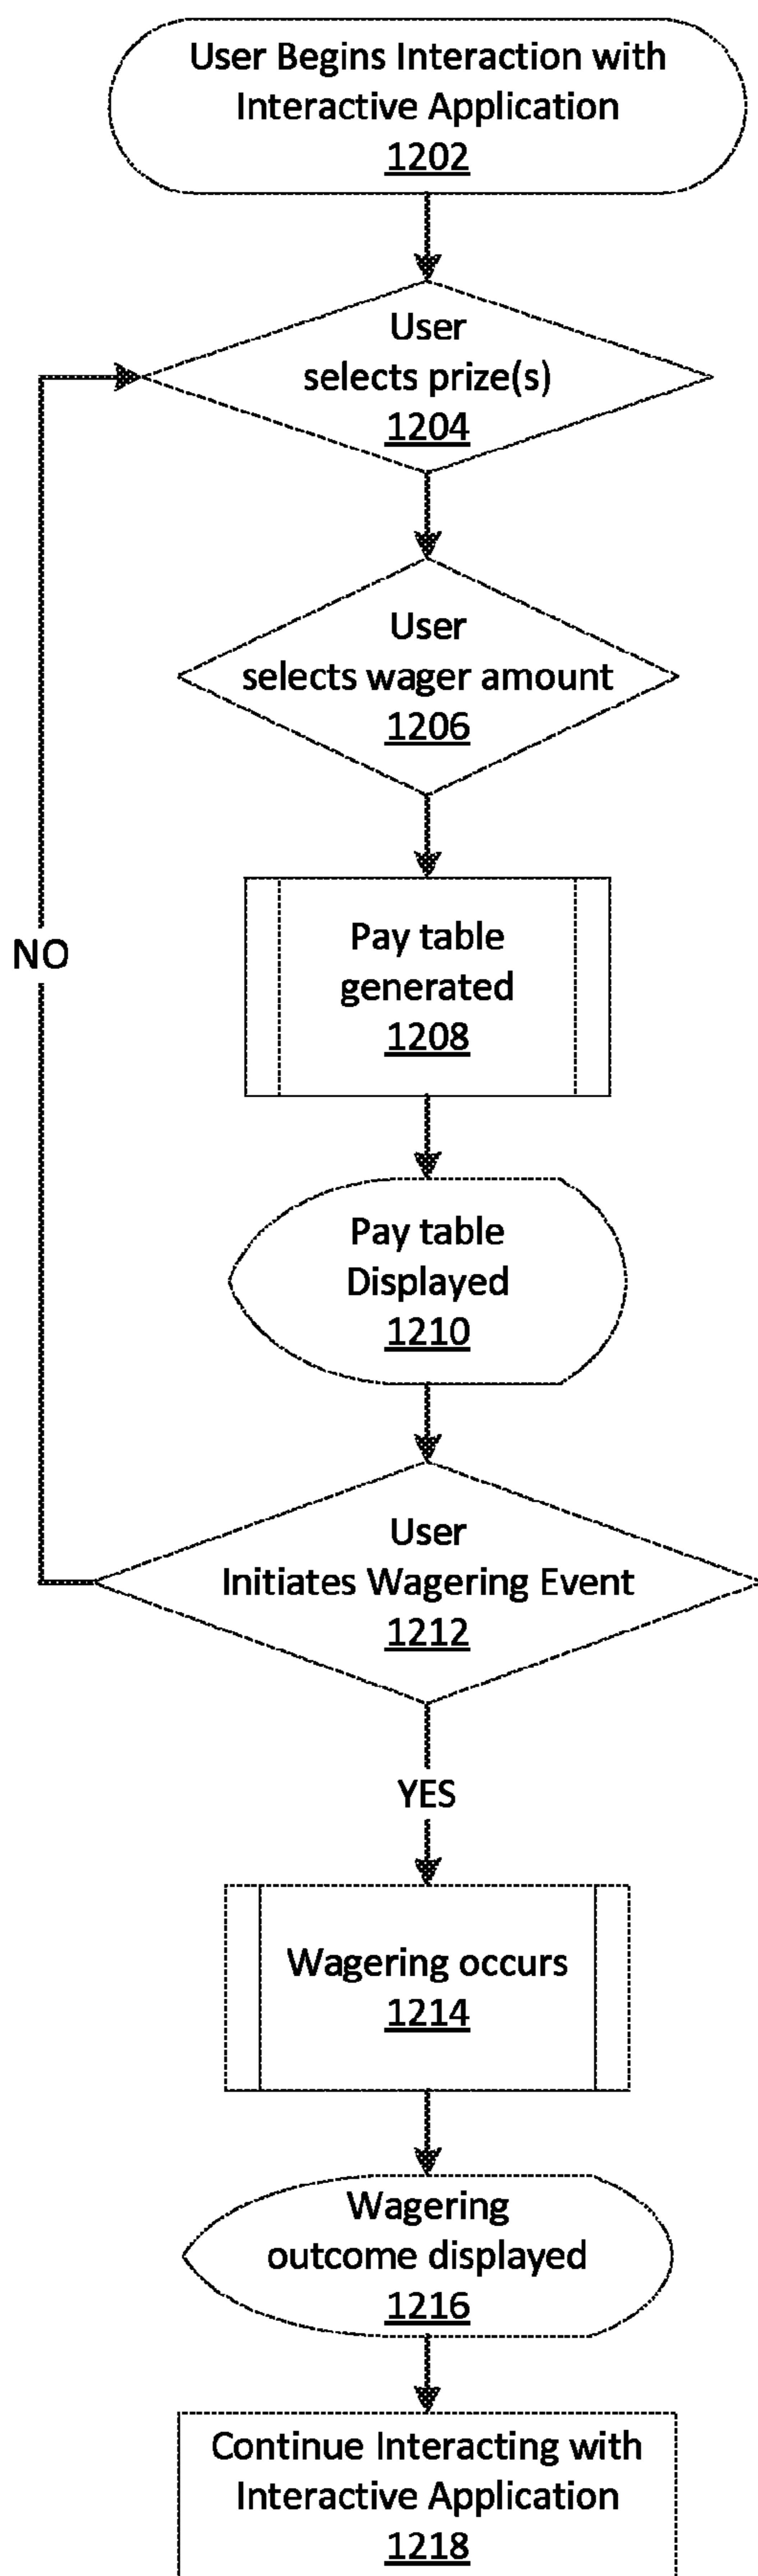 User Begins Interaction with
Interactive Application
1202
User
selects prize(s)
1204
User
selects wager amount
1206
Pay table
generated
1208
NO
Pay table
Displayed
1210
User
Initiates Wagering Event
1212
YES
Wagering occurs
1214
Wagering
outcome displayed
1216
Continue Interacting with
Interactive Application
1218